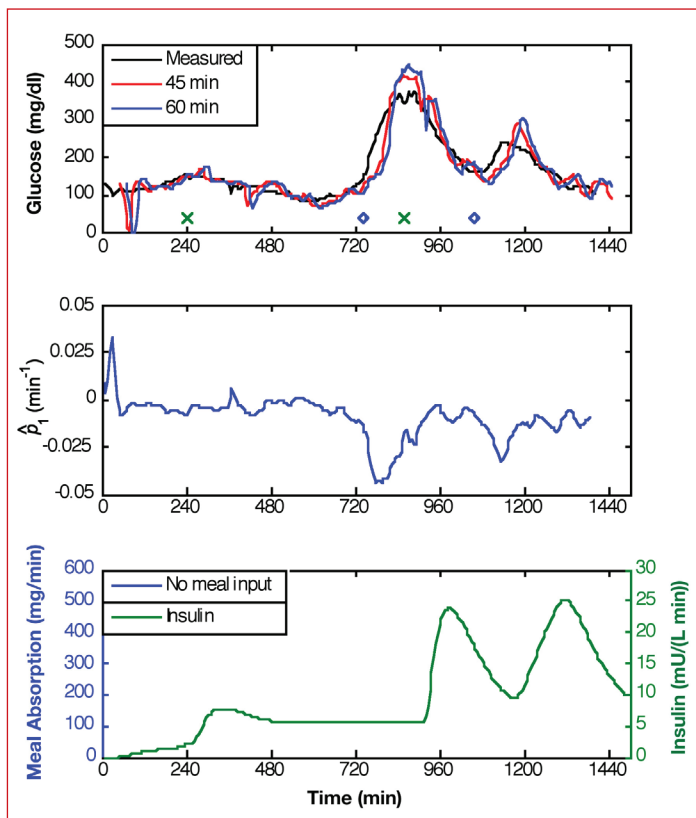 500
400
300
200
100
0
Glucose (mg/dl)
Measured
45 min
60 min
0 240 480 720 960 1200 1440
0.05
0.025
0
-0.025
-0.05
p̂1 (min-1)
0 240 480 720 960 1200 1440
600
500
400
300
200
100
0
Meal Absorption (mg/min)
No meal input
Insulin
30
25
20
15
10
5
0
Insulin (mU/(L min))
0 240 480 720 960 1200 1440
Time (min)